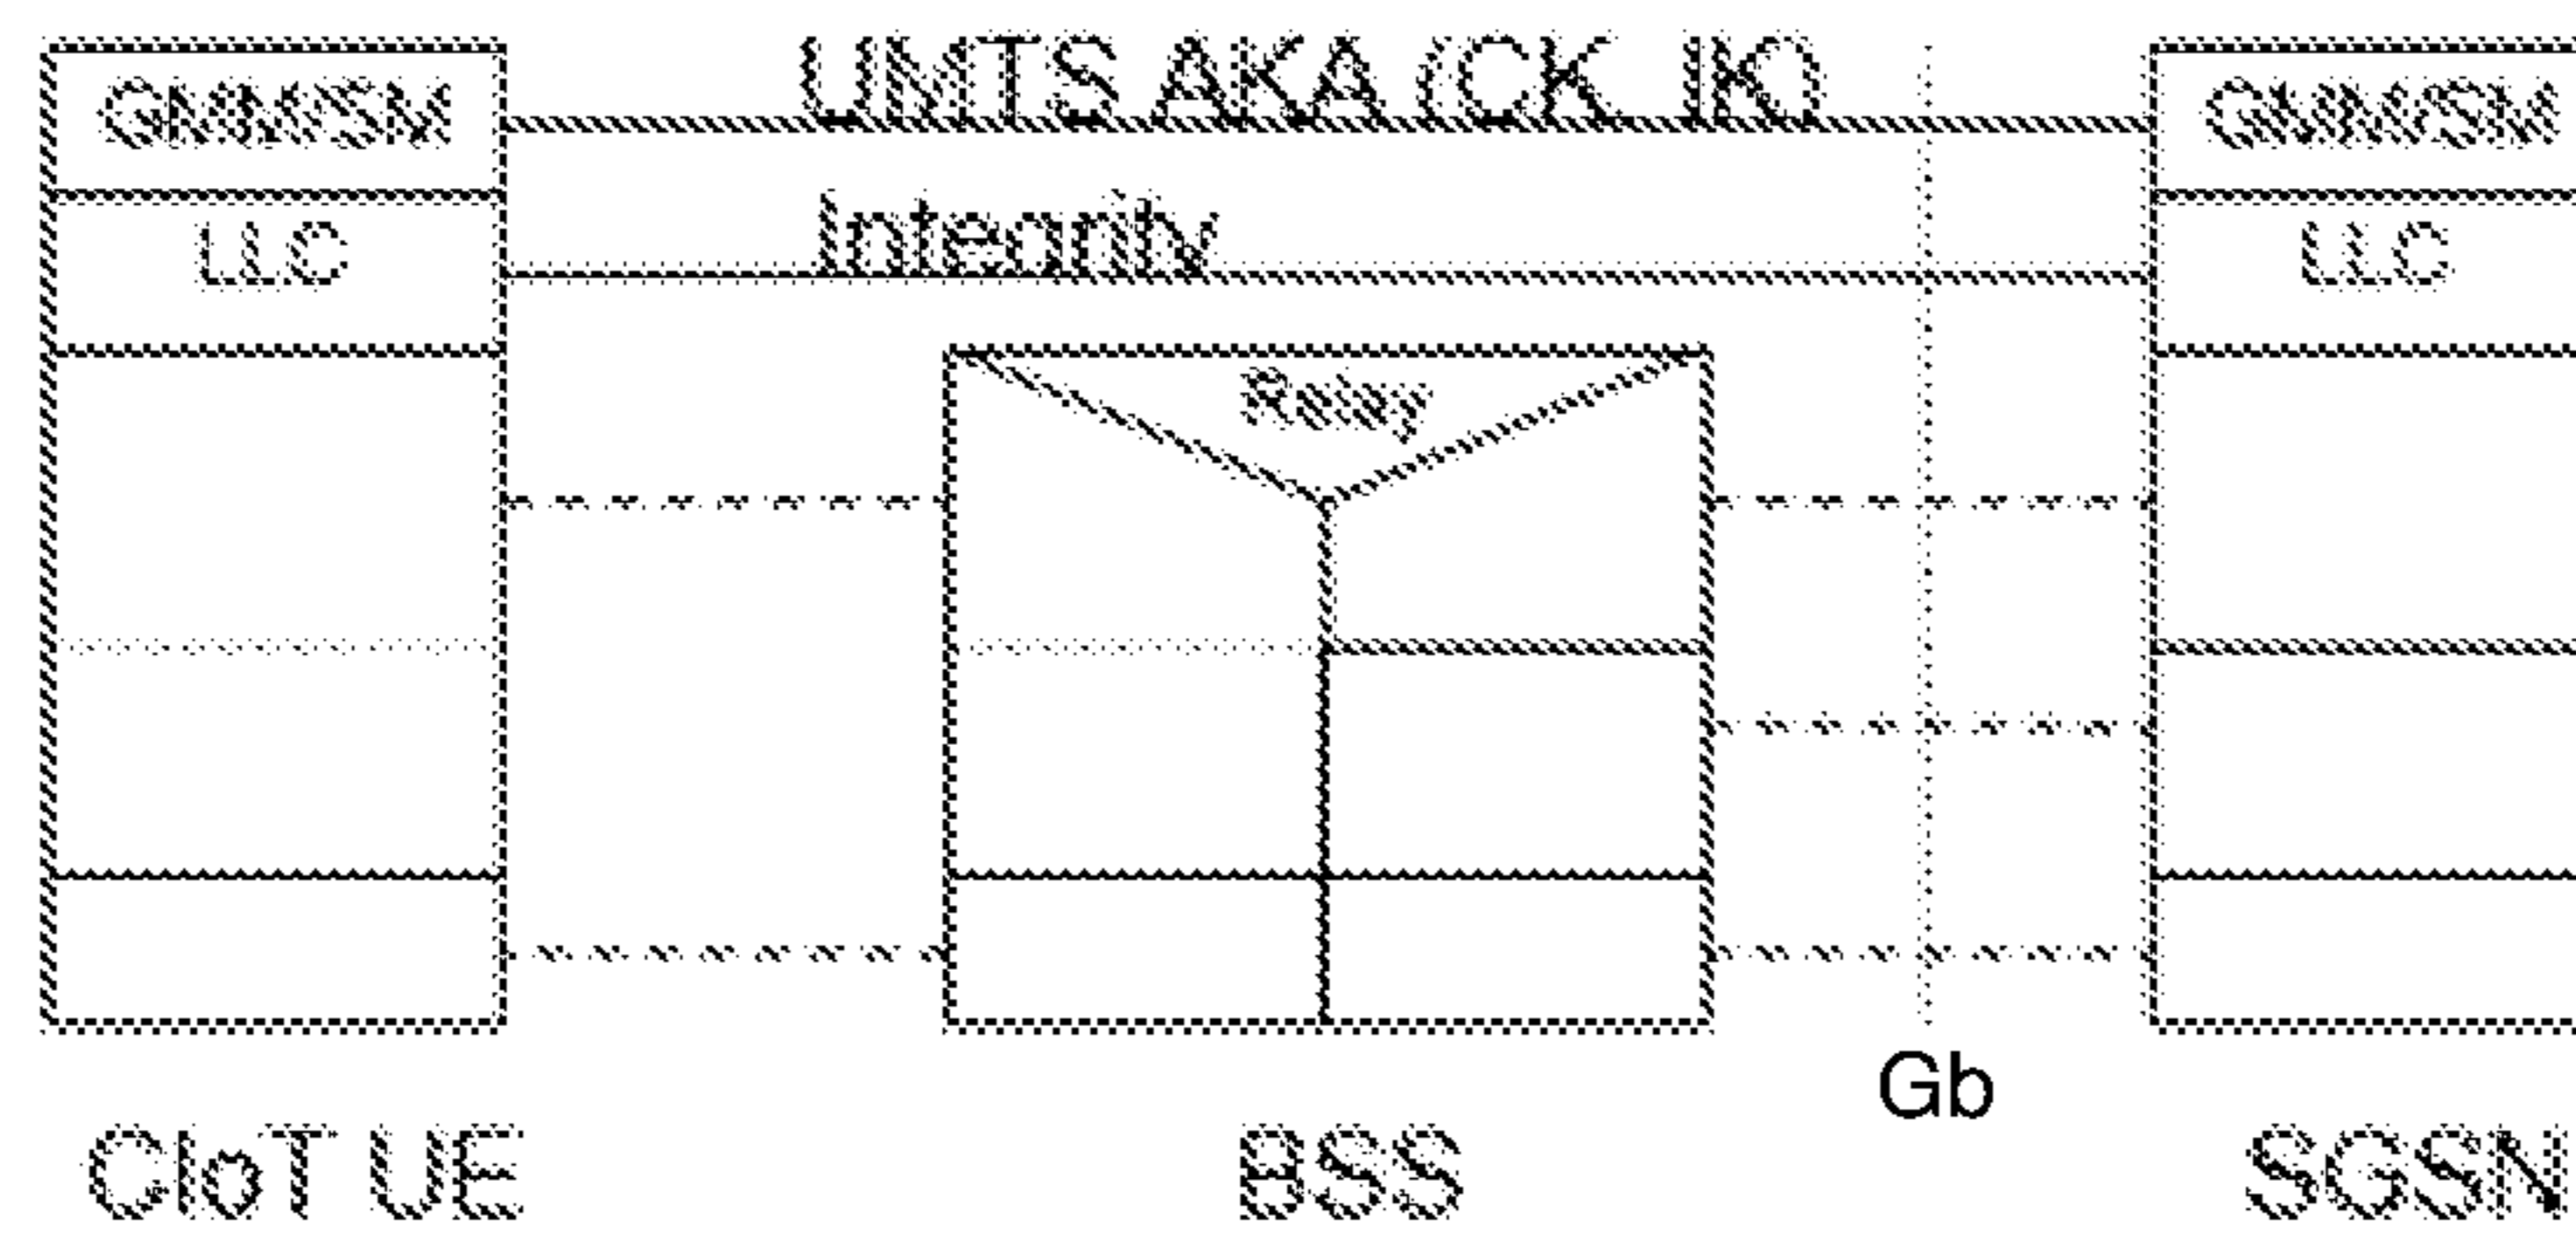 GMM/SM UMTS AKA (CK, IK) GMM/SM
LLC Integrity LLC
Relay
Gb
CIoT UE BSS SGSN